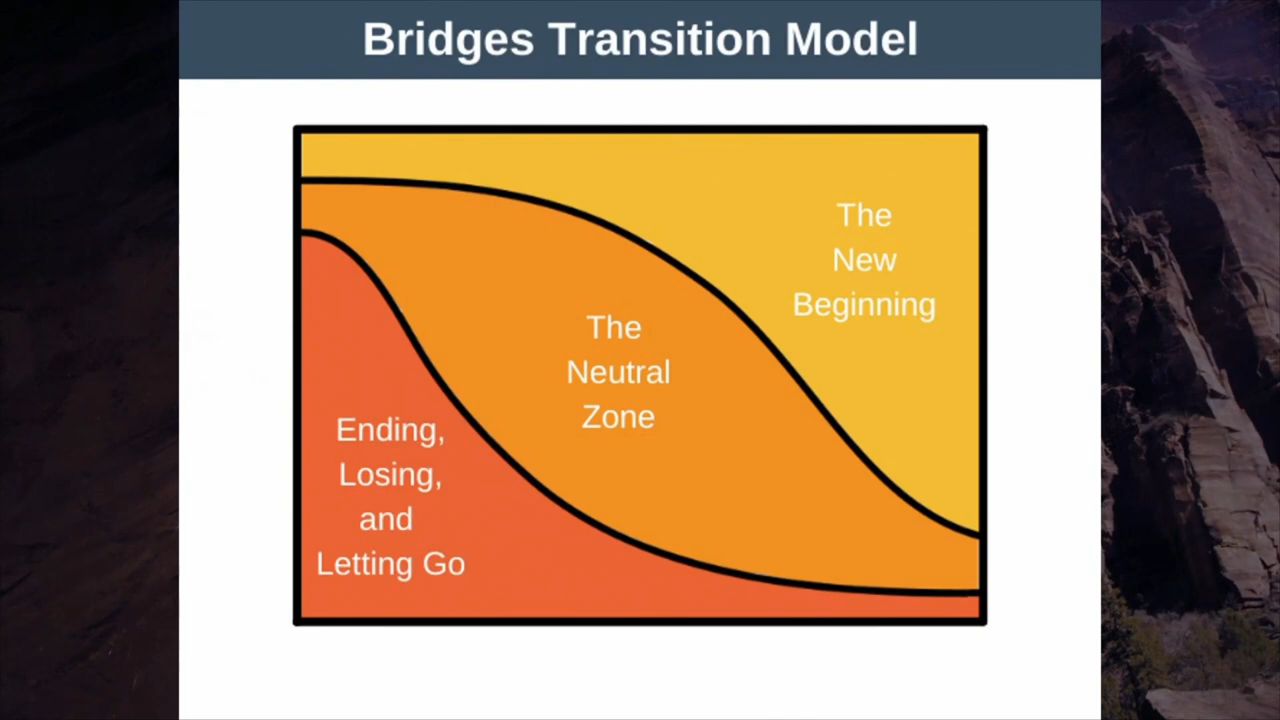 Bridges Transition Model
The
New
Beginning
The
Neutral
Zone
Ending,
Losing,
and
Letting Go